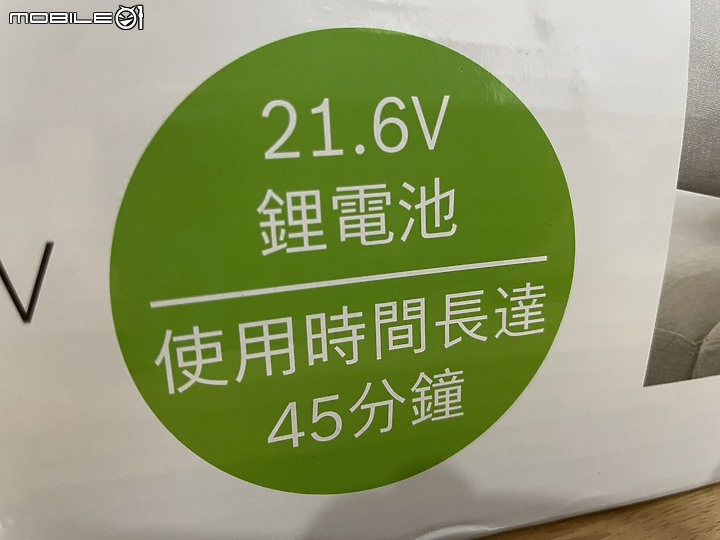 MOBILE01
21.6V
鋰電池
使用時間長達
45分鐘
V